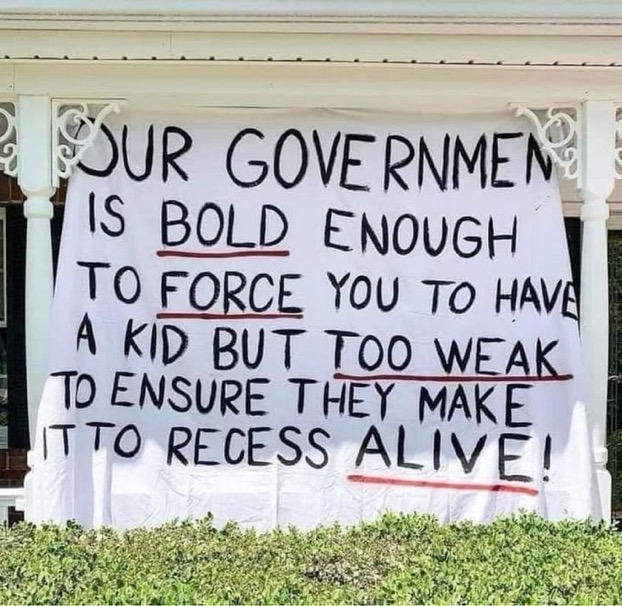 OUR GOVERNMEN
IS BOLD ENOUGH
TO FORCE YOU TO HAVE
A KID BUT TOO WEAK
TO ENSURE THEY MAKE
IT TO RECESS ALIVE!